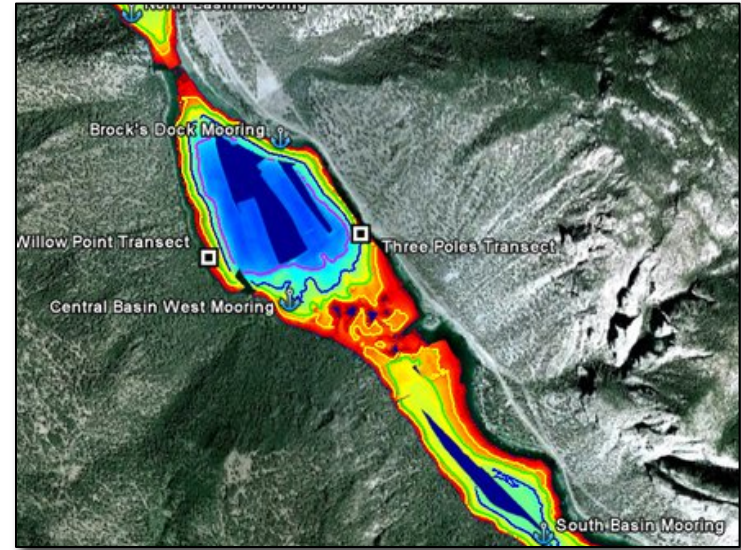 North Basin Mooring
Brock's Dock Mooring
Willow Point Transect
Three Poles Transect
Central Basin West Mooring
South Basin Mooring